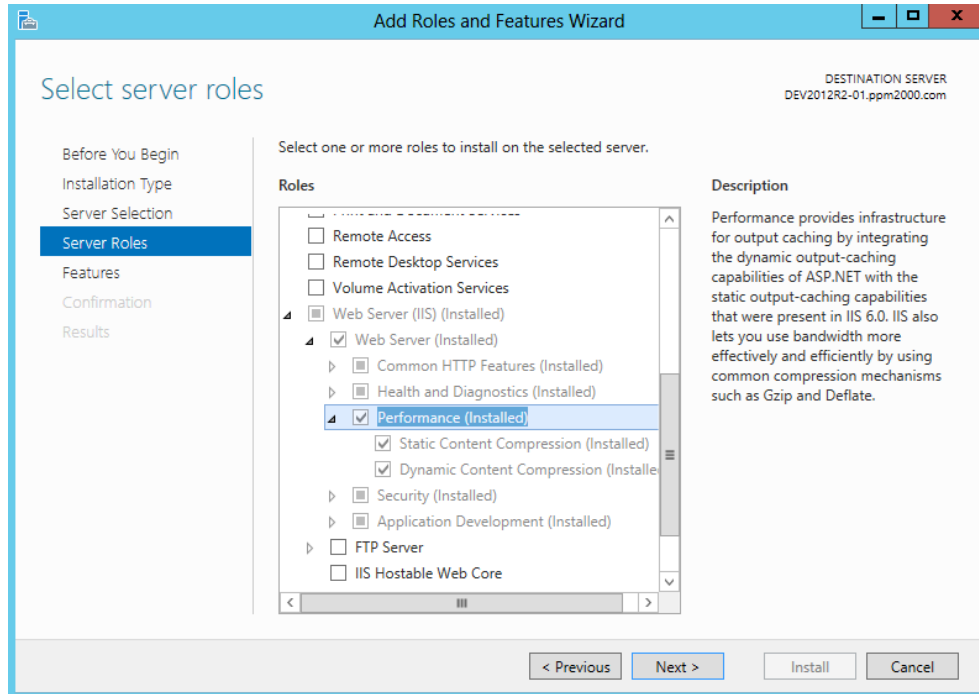 Add Roles and Features Wizard
Select server roles
DESTINATION SERVER
DEV2012R2-01.ppm2000.com
Before You Begin
Installation Type
Server Selection
Server Roles
Features
Confirmation
Results
Select one or more roles to install on the selected server.
Roles
Print and Document Services
Remote Access
Remote Desktop Services
Volume Activation Services
Web Server (IIS) (Installed)
Web Server (Installed)
Common HTTP Features (Installed)
Health and Diagnostics (Installed)
Performance (Installed)
Static Content Compression (Installed)
Dynamic Content Compression (Installe
Security (Installed)
Application Development (Installed)
FTP Server
IIS Hostable Web Core
Description
Performance provides infrastructure
for output caching by integrating
the dynamic output-caching
capabilities of ASP.NET with the
static output-caching capabilities
that were present in IIS 6.0. IIS also
lets you use bandwidth more
effectively and efficiently by using
common compression mechanisms
such as Gzip and Deflate.
< Previous
Next >
Install
Cancel